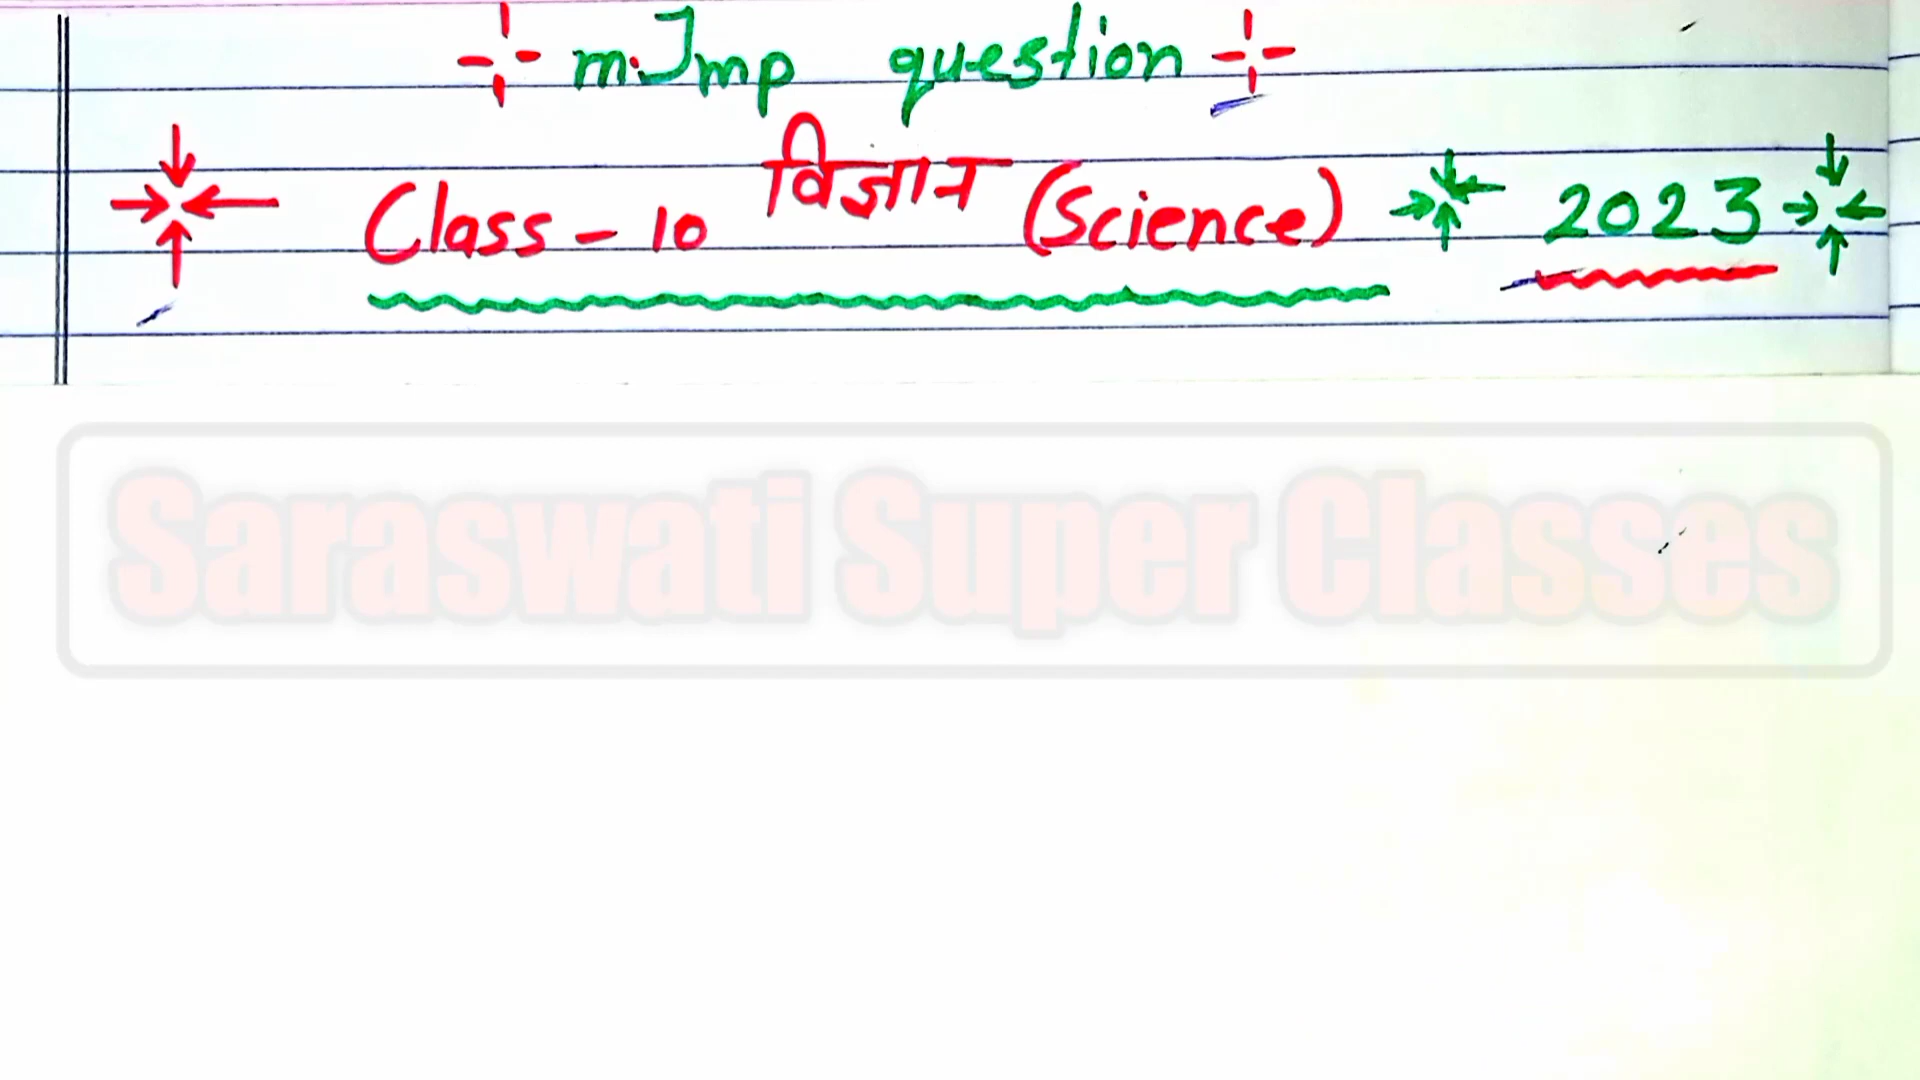 m.Imp question
Class - 10 विज्ञान (Science) 2023
Saraswati Super Classes